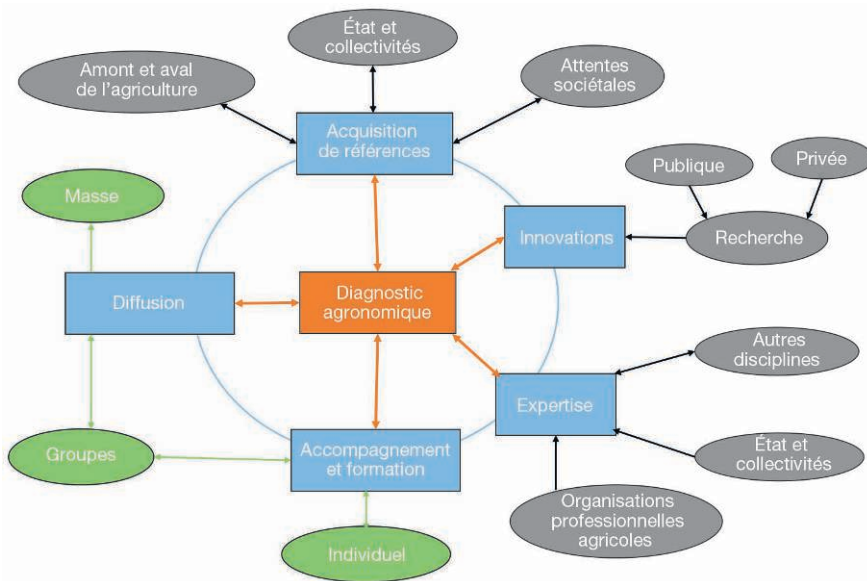 État et
collectivités
Amont et aval
de l'agriculture
Attentes
sociétales
Acquisition
de références
Publique
Privée
Masse
Innovations
Recherche
Diffusion
Diagnostic
agronomique
Autres
disciplines
Expertise
Groupes
Accompagnement
et formation
État et
collectivités
Organisations
professionnelles
agricoles
Individuel